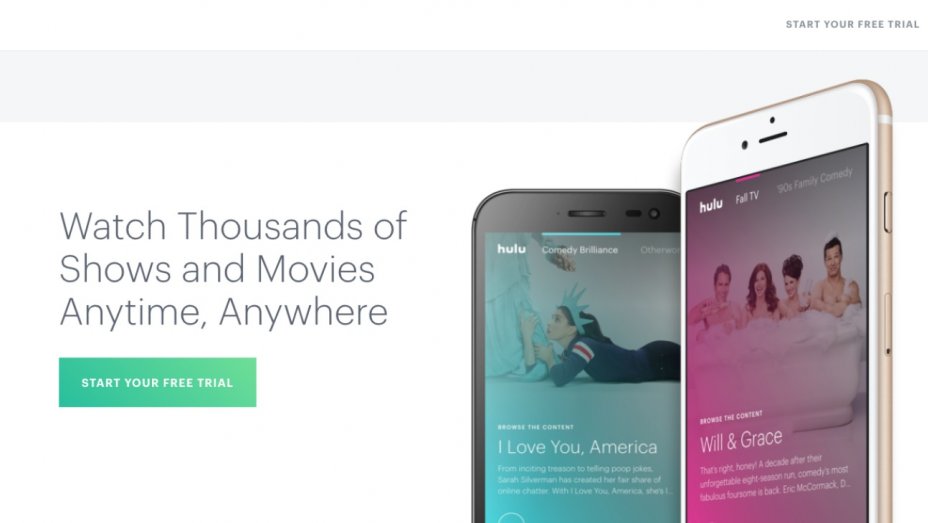 START YOUR FREE TRIAL
Watch Thousands of
Shows and Movies
Anytime, Anywhere
START YOUR FREE TRIAL
hulu Comedy Brilliance Otherwor
BROWSE THE CONTENT
I Love You, America
From inciting treason to telling poop jokes,
Sarah Silverman has created her fair share of
online chatter. With I Love You, America, she's l...
hulu Fall TV '90s Family Comedy
BROWSE THE CONTENT
Will & Grace
That's right, honey! A decade after their
unforgettable eight-season run, comedy's most
fabulous foursome is back. Eric McCormack, D...